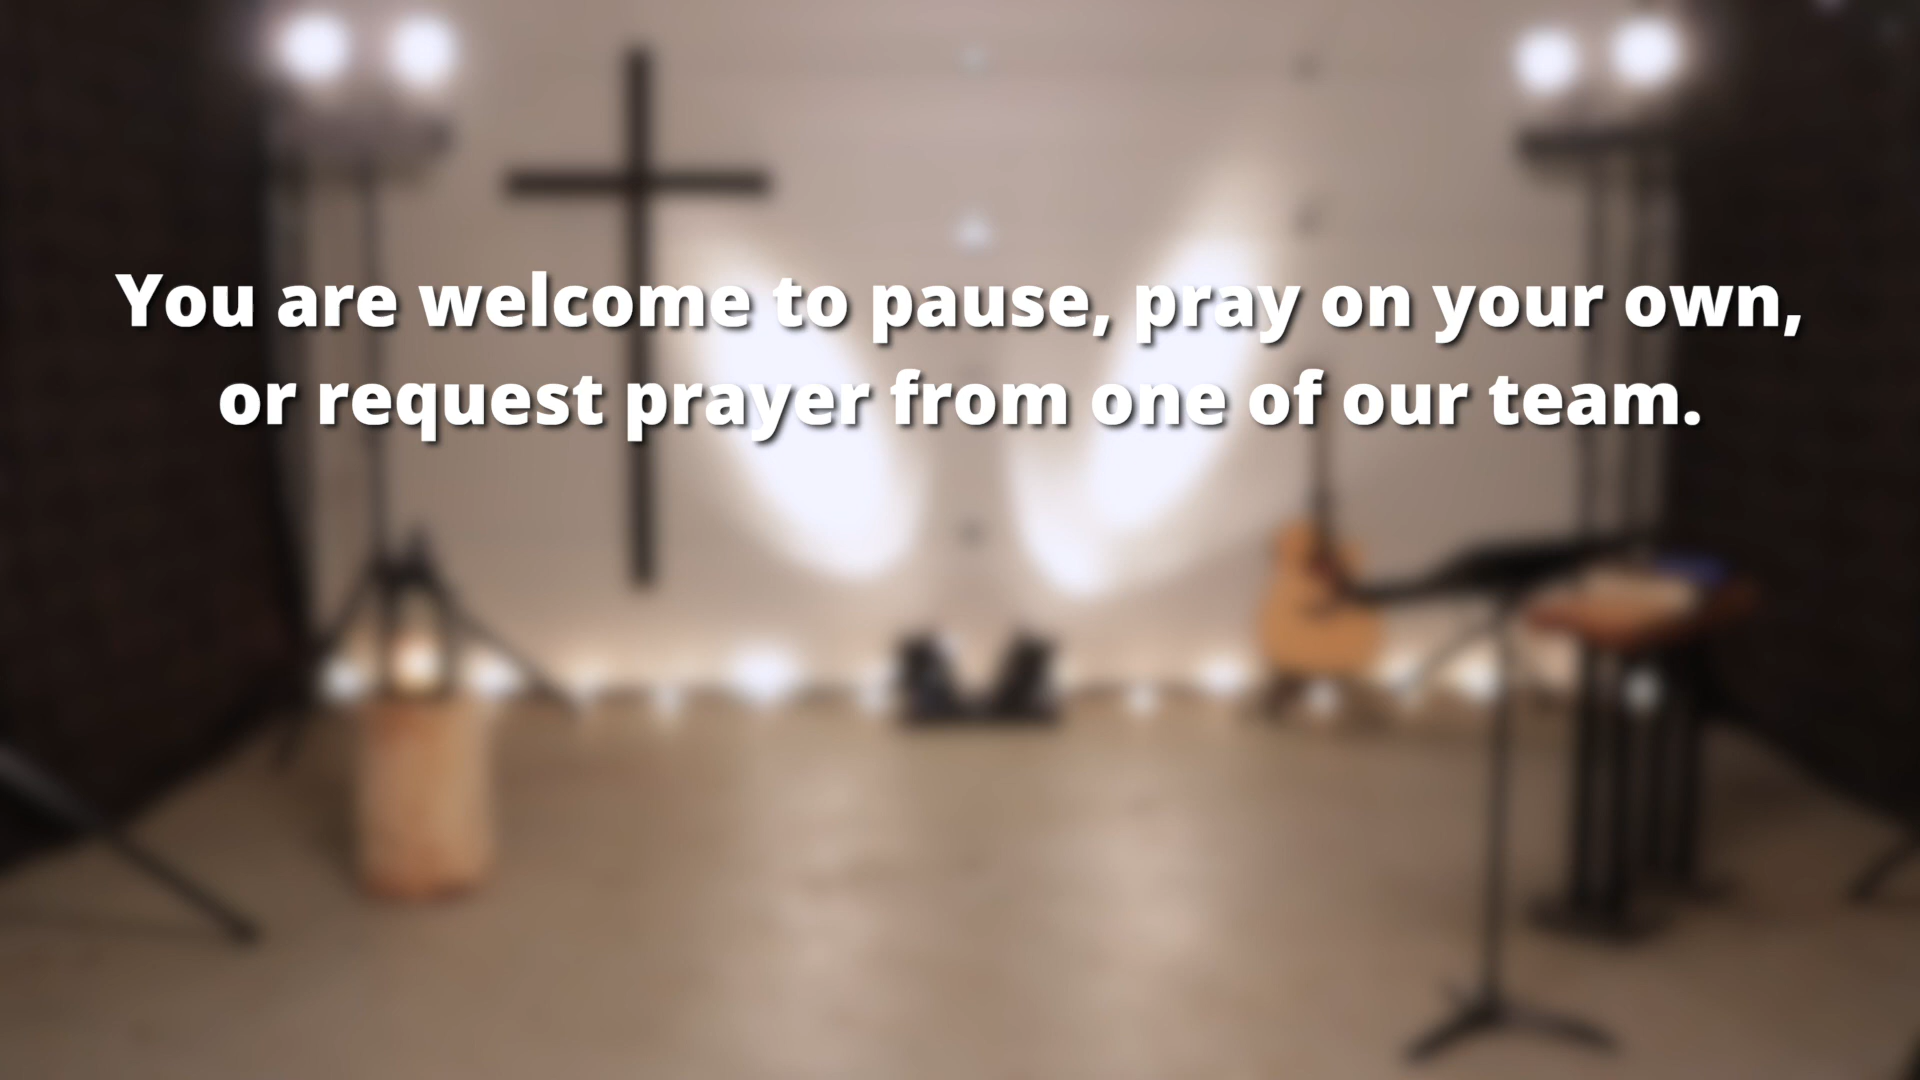 You are welcome to pause, pray on your own,
or request prayer from one of our team.